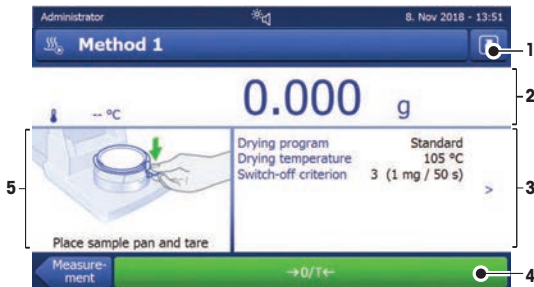 Administrator 8. Nov 2018 - 13:51
Method 1
1
-- °C 0.000 g
2
Drying program Standard
Drying temperature 105 °C
Switch-off criterion 3 (1 mg / 50 s)
>
3
5
Place sample pan and tare
Measure-
ment
→0/T←
4